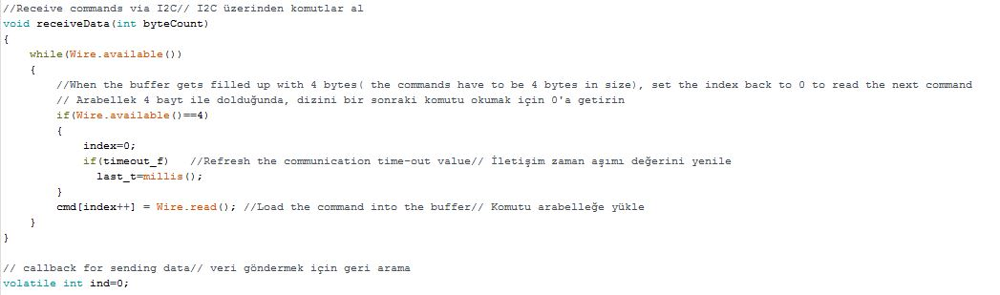 //Receive commands via I2C// I2C üzerinden komutlar al
void receiveData(int byteCount)
{
    while(Wire.available())
    {
        //When the buffer gets filled up with 4 bytes( the commands have to be 4 bytes in size), set the index back to 0 to read the next command
        // Arabellek 4 bayt ile dolduğunda, dizini bir sonraki komutu okumak için 0'a getirin
        if(Wire.available()==4)
        {
            index=0;
            if(timeout_f)   //Refresh the communication time-out value// İletişim zaman aşımı değerini yenile
              last_t=millis();
        }
        cmd[index++] = Wire.read(); //Load the command into the buffer// Komutu arabelleğe yükle
    }
}

// callback for sending data// veri göndermek için geri arama
volatile int ind=0;